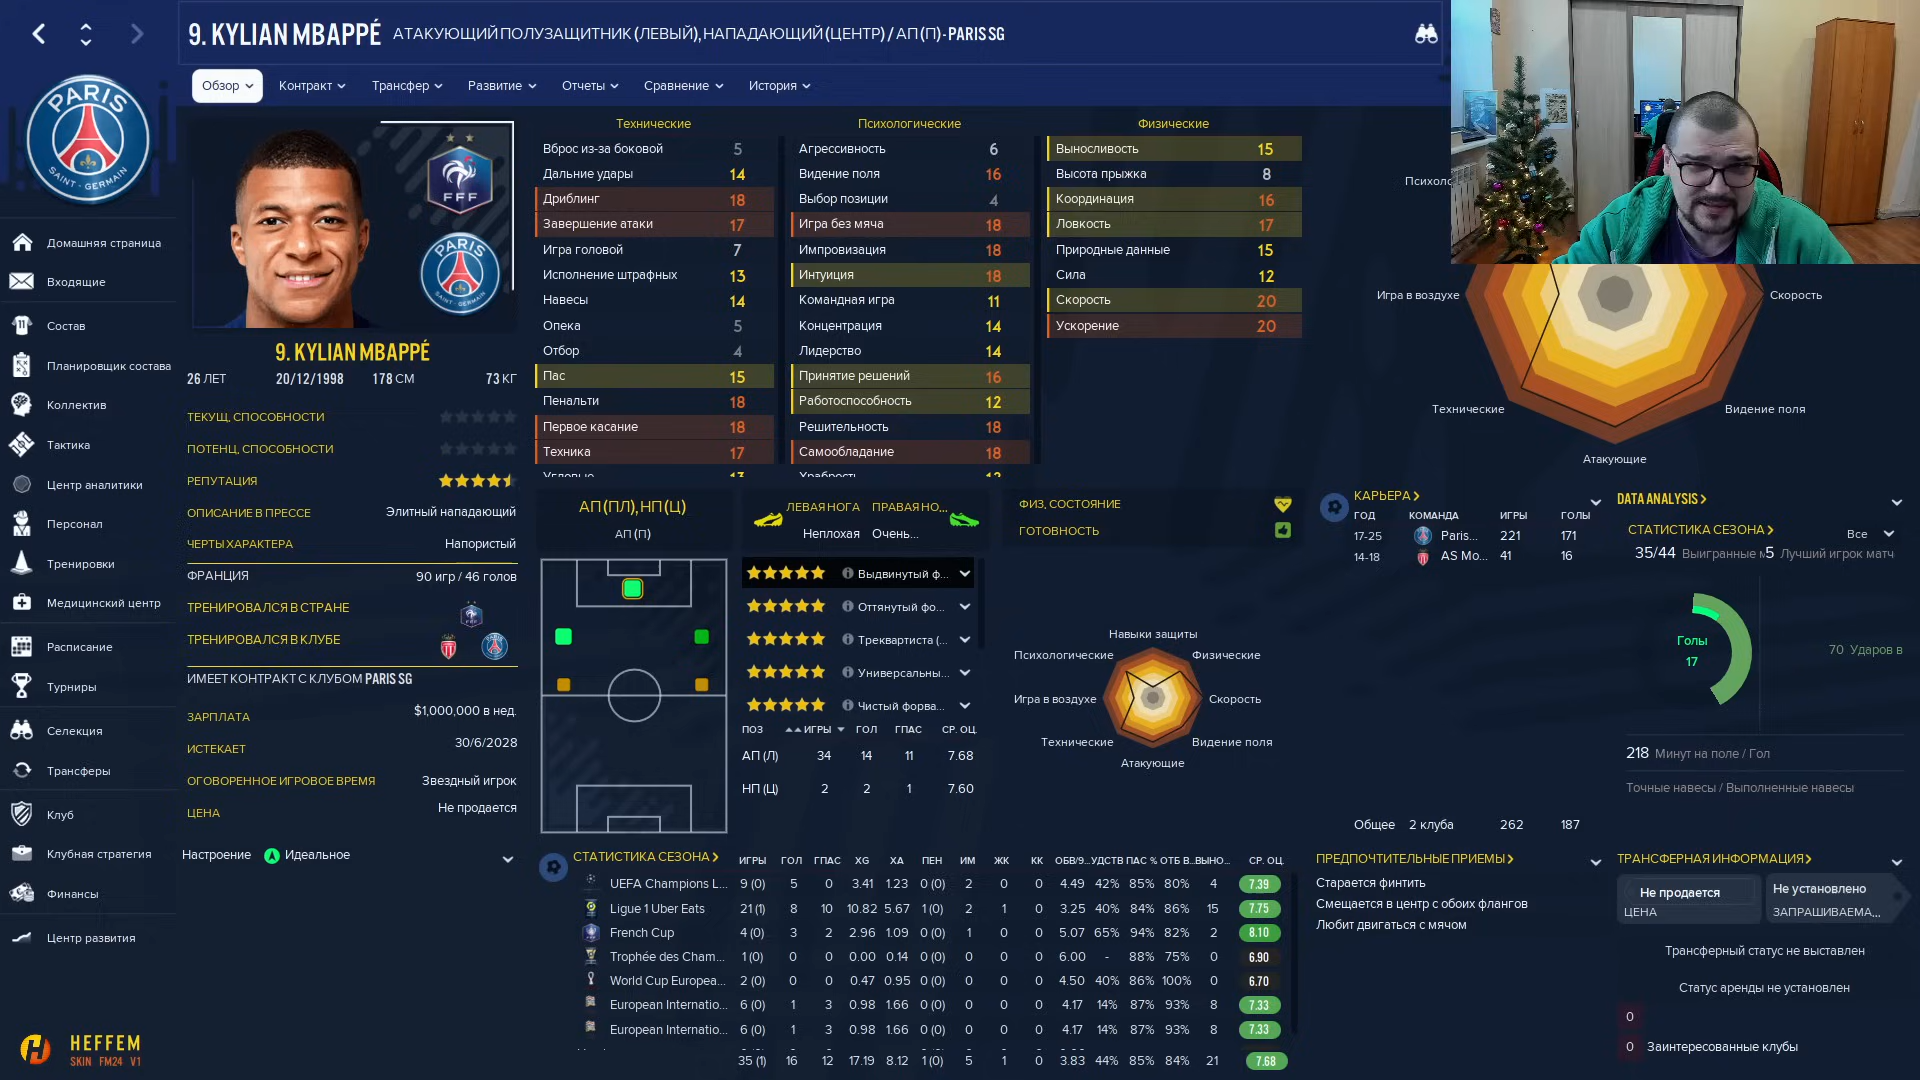 9. KYLIAN MBAPPÉ АТАКУЮЩИЙ ПОЛУЗАЩИТНИК (ЛЕВЫЙ), НАПАДАЮЩИЙ (ЦЕНТР) / АП (П) - PARIS SG
Обзор Контракт Трансфер Развитие Отчеты Сравнение История
PARIS
SAINT-GERMAIN
Домашняя страница
Входящие
Состав
Планировщик состава
Коллектив
Тактика
Центр аналитики
Персонал
Тренировки
Медицинский центр
Расписание
Турниры
Селекция
Трансферы
Клуб
Клубная стратегия
Финансы
Центр развития
HEFFEM
SKIN FM24 V1
FFF
PARIS
SAINT-GERMAIN
9. KYLIAN MBAPPÉ
26 ЛЕТ 20/12/1998 178 СМ 73 КГ
ТЕКУЩ, СПОСОБНОСТИ
ПОТЕНЦ, СПОСОБНОСТИ
РЕПУТАЦИЯ
ОПИСАНИЕ В ПРЕССЕ Элитный нападающий
ЧЕРТЫ ХАРАКТЕРА Напористый
ФРАНЦИЯ 90 игр / 46 голов
ТРЕНИРОВАЛСЯ В СТРАНЕ
ТРЕНИРОВАЛСЯ В КЛУБЕ
ИМЕЕТ КОНТРАКТ С КЛУБОМ PARIS SG
ЗАРПЛАТА $1,000,000 в нед.
ИСТЕКАЕТ 30/6/2028
ОГОВОРЕННОЕ ИГРОВОЕ ВРЕМЯ Звездный игрок
ЦЕНА Не продается
Настроение Идеальное
Технические
Вброс из-за боковой 5
Дальние удары 14
Дриблинг 18
Завершение атаки 17
Игра головой 7
Исполнение штрафных 13
Навесы 14
Опека 5
Отбор 4
Пас 15
Пенальти 18
Первое касание 18
Техника 17
Угловые 13
Психологические
Агрессивность 6
Видение поля 16
Выбор позиции 4
Игра без мяча 18
Импровизация 18
Интуиция 18
Командная игра 11
Концентрация 14
Лидерство 14
Принятие решений 16
Работоспособность 12
Решительность 18
Самообладание 18
Храбрость 12
Физические
Выносливость 15
Высота прыжка 8
Координация 16
Ловкость 17
Природные данные 15
Сила 12
Скорость 20
Ускорение 20
Психоло
Игра в воздухе Скорость
Технические Видение поля
Атакующие
АП (ПЛ), НП (Ц)
АП (П)
ЛЕВАЯ НОГА ПРАВАЯ НО...
Неплохая Очень...
Выдвинутый ф...
Оттянутый фо...
Треквартиста (...
Универсальны...
Чистый форва...
ПОЗ ИГРЫ ГОЛ ГПАС СР. ОЦ.
АП (Л) 34 14 11 7.68
НП (Ц) 2 2 1 7.60
ФИЗ, СОСТОЯНИЕ
ГОТОВНОСТЬ
Навыки защиты
Психологические Физические
Игра в воздухе Скорость
Технические Видение поля
Атакующие
КАРЬЕРА
ГОД КОМАНДА ИГРЫ ГОЛЫ
17-25 Paris... 221 171
14-18 AS Mo... 41 16
Общее 2 клуба 262 187
DATA ANALYSIS
СТАТИСТИКА СЕЗОНА Все
35/44 Выигранные м 5 Лучший игрок матч
Голы
17
70 Ударов в
218 Минут на поле / Гол
Точные навесы / Выполненные навесы
СТАТИСТИКА СЕЗОНА ИГРЫ ГОЛ ГПАС XG XA ПЕН ИМ ЖК КК ОБВ/9... УДСТВ ПАС % ОТБ В... ВЫНО... СР. ОЦ.
UEFA Champions L... 9 (0) 5 0 3.41 1.23 0 (0) 2 0 0 4.49 42% 85% 80% 4 7.39
Ligue 1 Uber Eats 21 (1) 8 10 10.82 5.67 1 (0) 2 1 0 3.25 40% 84% 86% 15 7.75
French Cup 4 (0) 3 2 2.96 1.09 0 (0) 1 0 0 5.07 65% 94% 82% 2 8.10
Trophée des Cham... 1 (0) 0 0 0.00 0.14 0 (0) 0 0 0 6.00 - 88% 75% 0 6.90
World Cup Europea... 2 (0) 0 0 0.47 0.95 0 (0) 0 0 0 4.50 40% 86% 100% 0 6.70
European Internatio... 6 (0) 1 3 0.98 1.66 0 (0) 0 0 0 4.17 14% 87% 93% 8 7.33
European Internatio... 6 (0) 1 3 0.98 1.66 0 (0) 0 0 0 4.17 14% 87% 93% 8 7.33
35 (1) 16 12 17.19 8.12 1 (0) 5 1 0 3.83 44% 85% 84% 21 7.68
ПРЕДПОЧТИТЕЛЬНЫЕ ПРИЕМЫ
Старается финтить
Смещается в центр с обоих флангов
Любит двигаться с мячом
ТРАНСФЕРНАЯ ИНФОРМАЦИЯ
Не продается Не установлено
ЦЕНА ЗАПРАШИВАЕМА...
Трансферный статус не выставлен
Статус аренды не установлен
0
0 Заинтересованные клубы